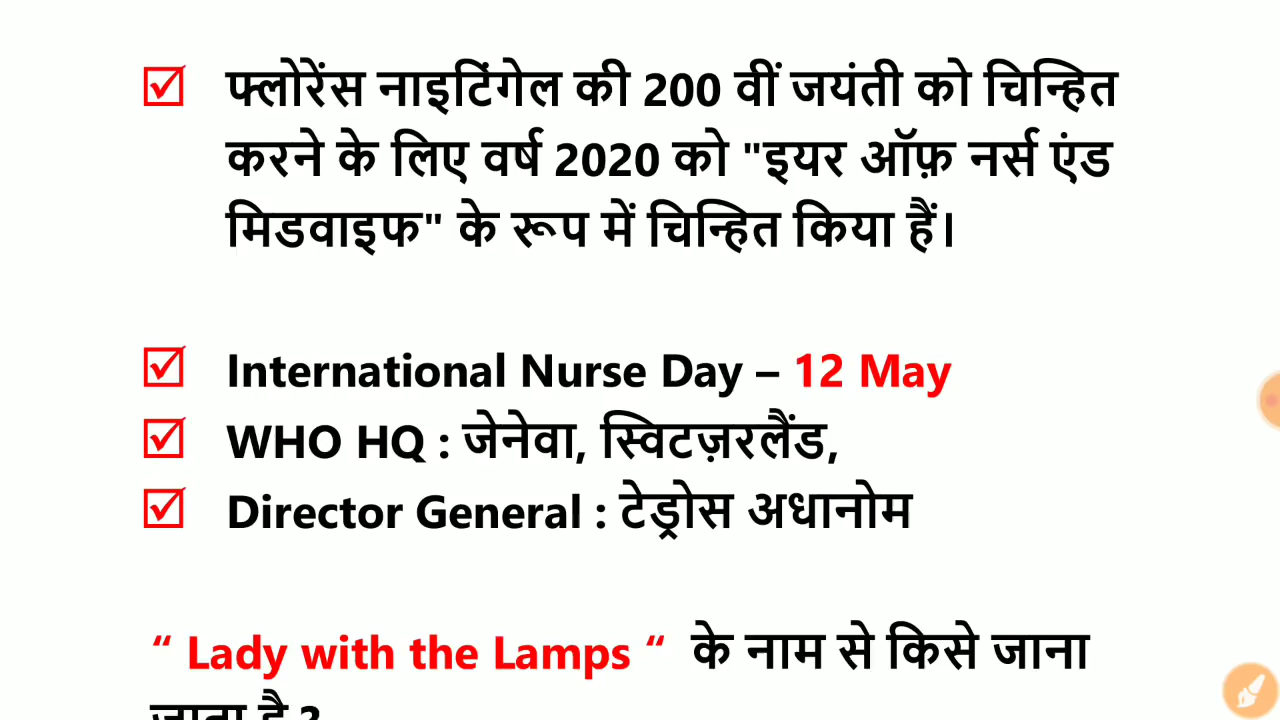 फ्लोरेंस नाइटिंगेल की 200 वीं जयंती को चिन्हित
करने के लिए वर्ष 2020 को "इयर ऑफ़ नर्स एंड
मिडवाइफ" के रूप में चिन्हित किया हैं।
International Nurse Day – 12 May
WHO HQ : जेनेवा, स्विटज़रलैंड,
Director General : टेड्रोस अधानोम
“ Lady with the Lamps “ के नाम से किसे जाना
जाता है ?